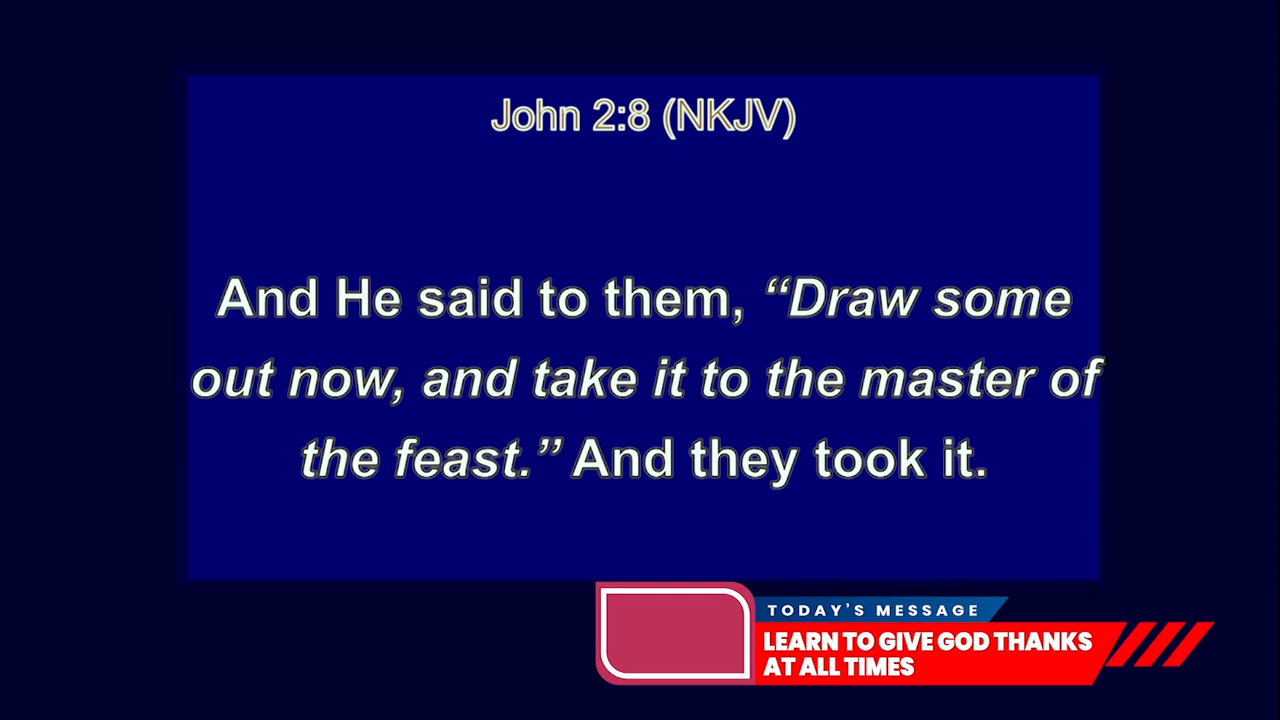 John 2:8 (NKJV)
And He said to them, “Draw some
out now, and take it to the master of
the feast.” And they took it.
TODAY'S MESSAGE
LEARN TO GIVE GOD THANKS
AT ALL TIMES